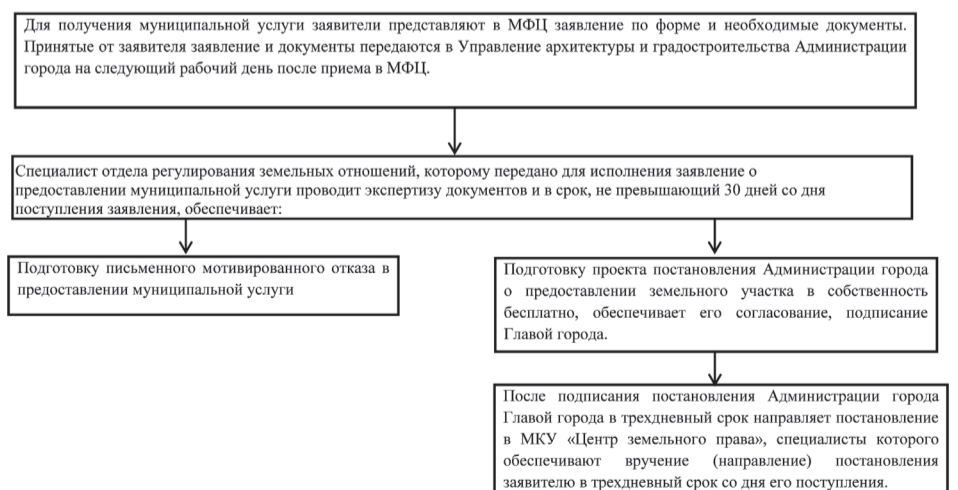 Для получения муниципальной услуги заявители представляют в МФЦ заявление по форме и необходимые документы.
Принятые от заявителя заявление и документы передаются в Управление архитектуры и градостроительства Администрации
города на следующий рабочий день после приема в МФЦ.
Специалист отдела регулирования земельных отношений, которому передано для исполнения заявление о
предоставлении муниципальной услуги проводит экспертизу документов и в срок, не превышающий 30 дней со дня
поступления заявления, обеспечивает:
Подготовку письменного мотивированного отказа в
предоставлении муниципальной услуги
Подготовку проекта постановления Администрации города
о предоставлении земельного участка в собственность
бесплатно, обеспечивает его согласование, подписание
Главой города.
После подписания постановления Администрации города
Главой города в трехдневный срок направляет постановление
в МКУ «Центр земельного права», специалисты которого
обеспечивают вручение (направление) постановления
заявителю в трехдневный срок со дня его поступления.